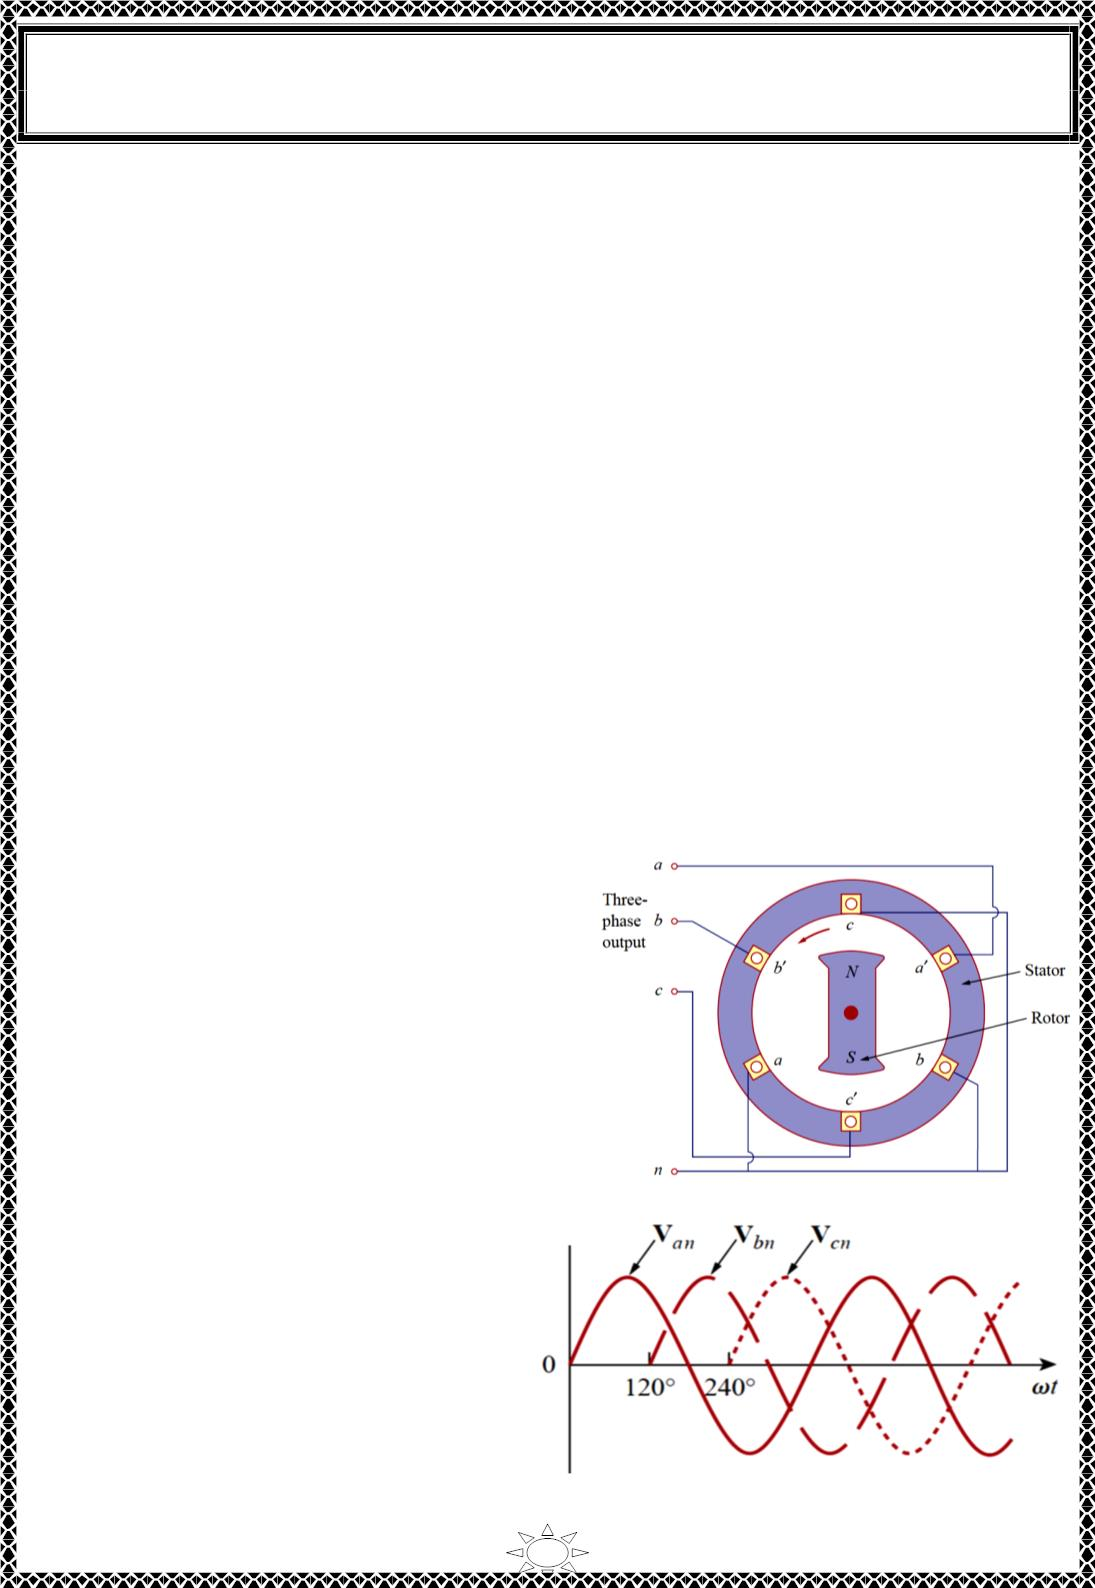 a
Three-
phase b
output
c
c
b′
a′
N
Stator
Rotor
S
a
b
c′
n
V_an V_bn V_cn
0
120° 240°
ωt